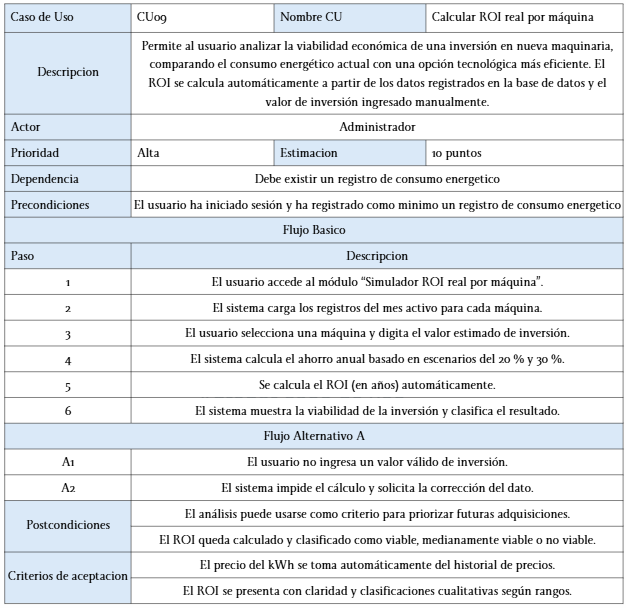 Caso de Uso CU09 Nombre CU Calcular ROI real por máquina
Descripcion
Permite al usuario analizar la viabilidad económica de una inversión en nueva maquinaria,
comparando el consumo energético actual con una opción tecnológica más eficiente. El
ROI se calcula automáticamente a partir de los datos registrados en la base de datos y el
valor de inversión ingresado manualmente.
Actor Administrador
Prioridad Alta Estimacion 10 puntos
Dependencia Debe existir un registro de consumo energetico
Precondiciones El usuario ha iniciado sesión y ha registrado como minimo un registro de consumo energetico
Flujo Basico
Paso Descripcion
1 El usuario accede al módulo “Simulador ROI real por máquina”.
2 El sistema carga los registros del mes activo para cada máquina.
3 El usuario selecciona una máquina y digita el valor estimado de inversión.
4 El sistema calcula el ahorro anual basado en escenarios del 20 % y 30 %.
5 Se calcula el ROI (en años) automáticamente.
6 El sistema muestra la viabilidad de la inversión y clasifica el resultado.
Flujo Alternativo A
A1 El usuario no ingresa un valor válido de inversión.
A2 El sistema impide el cálculo y solicita la corrección del dato.
Postcondiciones
El análisis puede usarse como criterio para priorizar futuras adquisiciones.
El ROI queda calculado y clasificado como viable, medianamente viable o no viable.
Criterios de aceptacion
El precio del kWh se toma automáticamente del historial de precios.
El ROI se presenta con claridad y clasificaciones cualitativas según rangos.